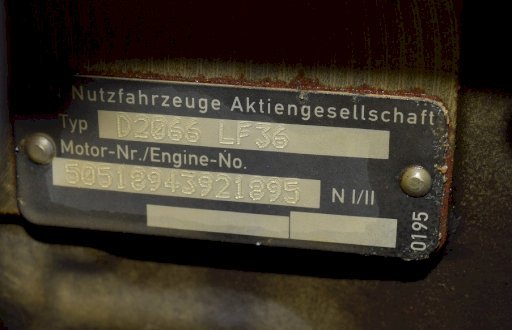 Nutzfahrzeuge Aktiengesellschaft
Typ D2066 LF36
Motor-Nr./Engine-No.
50518943921895 N I/II
0195